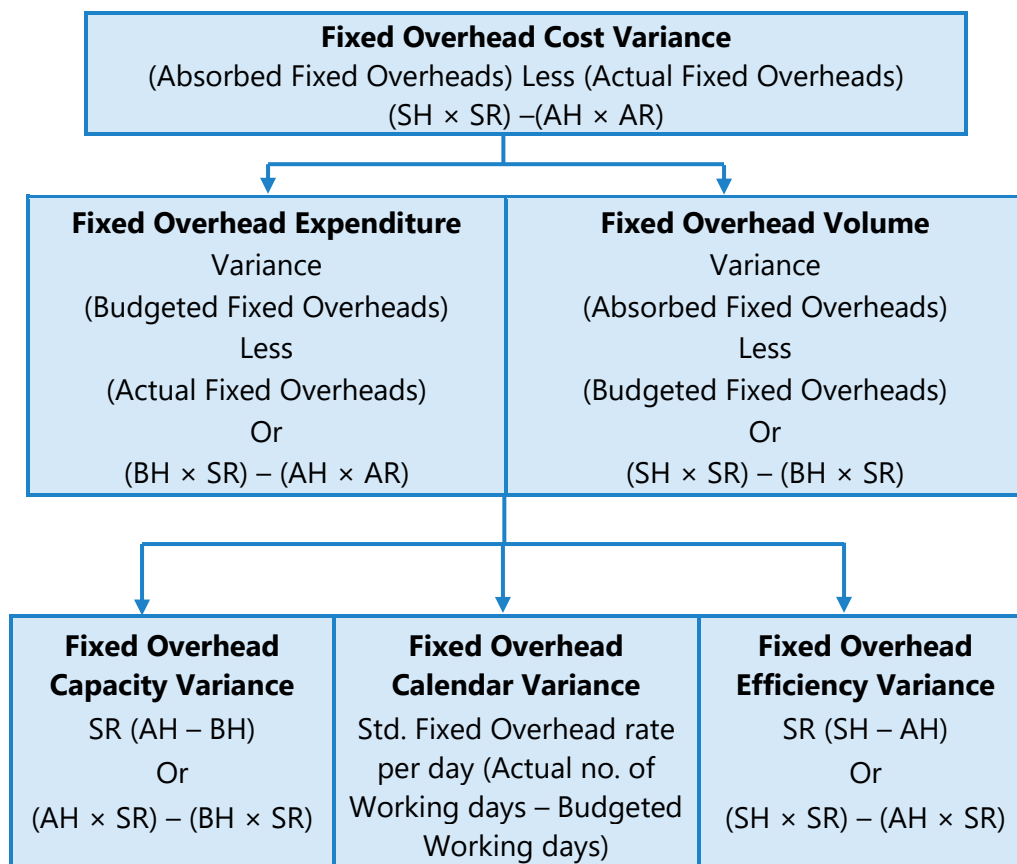 Fixed Overhead Cost Variance
(Absorbed Fixed Overheads) Less (Actual Fixed Overheads)
(SH × SR) –(AH × AR)
Fixed Overhead Expenditure
Variance
(Budgeted Fixed Overheads)
Less
(Actual Fixed Overheads)
Or
(BH × SR) – (AH × AR)
Fixed Overhead Volume
Variance
(Absorbed Fixed Overheads)
Less
(Budgeted Fixed Overheads)
Or
(SH × SR) – (BH × SR)
Fixed Overhead
Capacity Variance
SR (AH – BH)
Or
(AH × SR) – (BH × SR)
Fixed Overhead
Calendar Variance
Std. Fixed Overhead rate
per day (Actual no. of
Working days – Budgeted
Working days)
Fixed Overhead
Efficiency Variance
SR (SH – AH)
Or
(SH × SR) – (AH × SR)